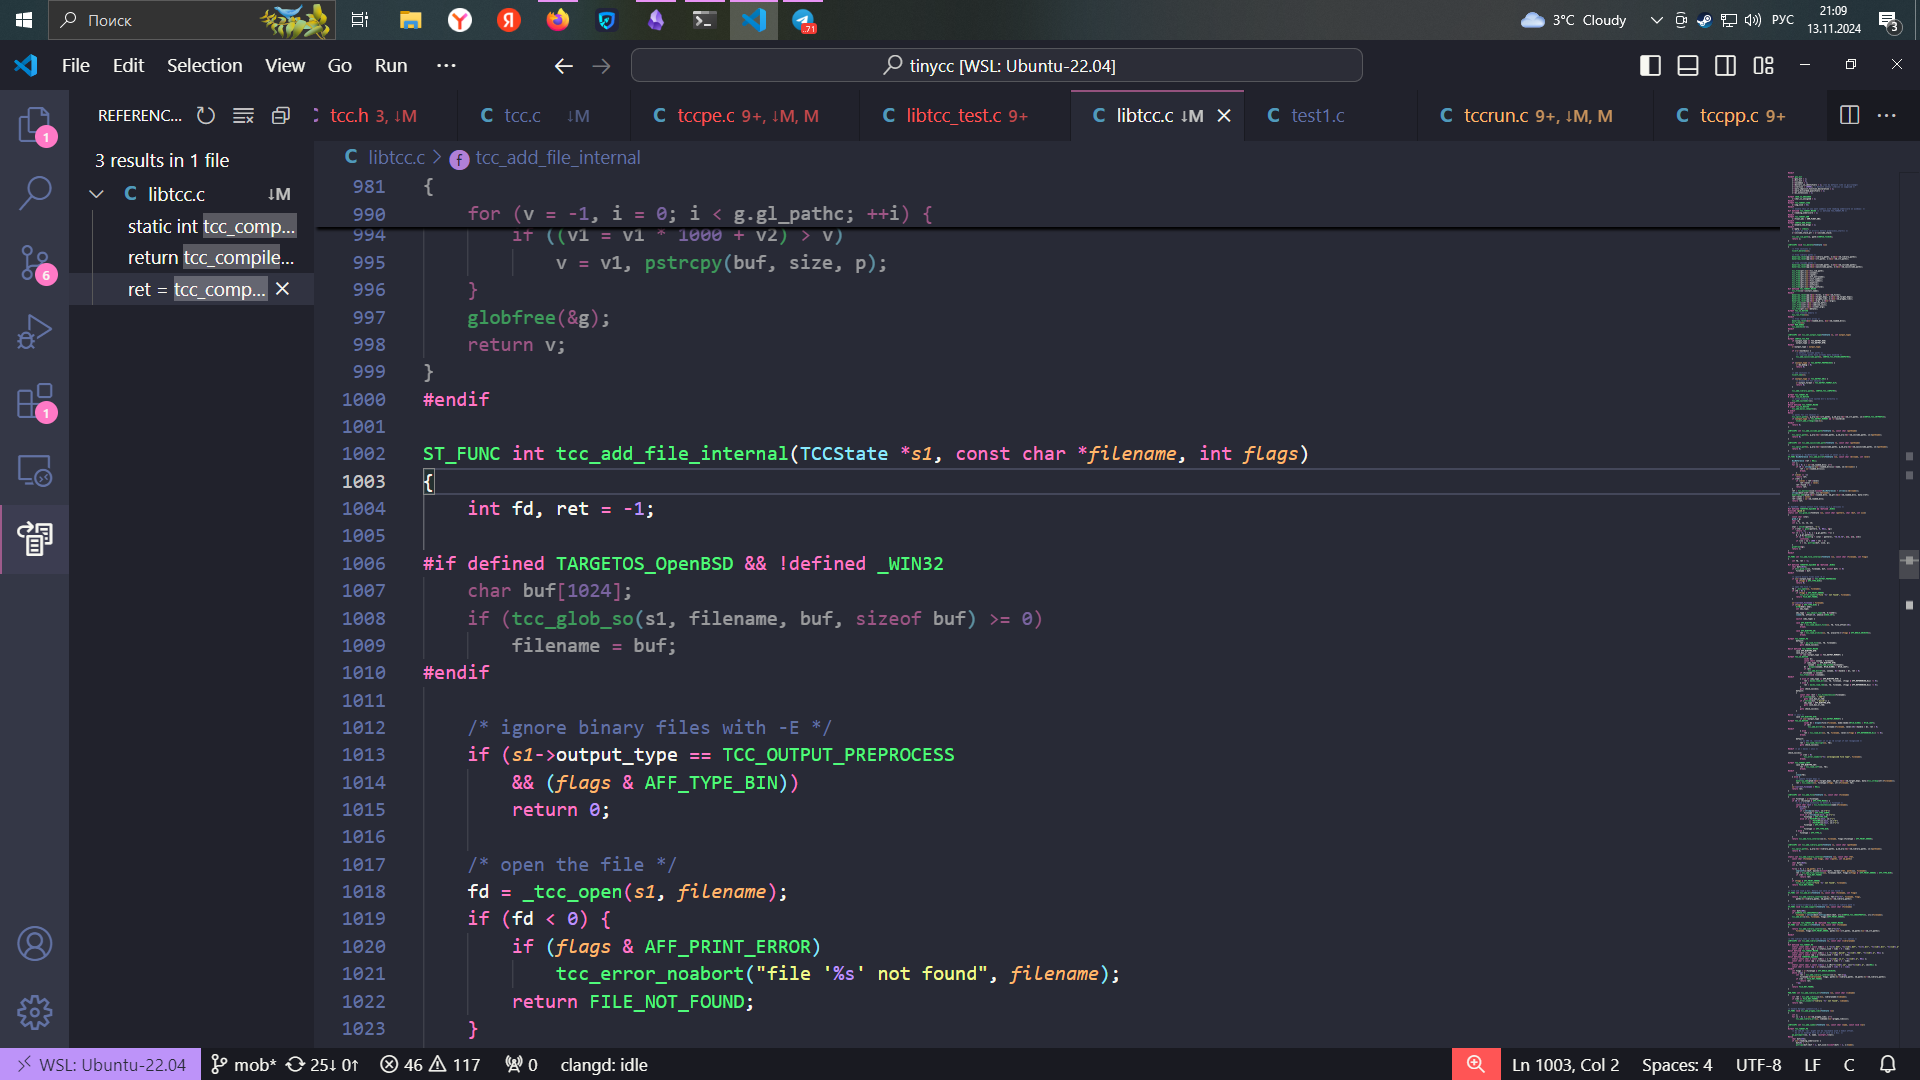 Поиск
71
3°C Cloudy
РУС
21:09
13.11.2024
3
File Edit Selection View Go Run ···
tinycc [WSL: Ubuntu-22.04]
REFERENC...
tcc.h 3, ↓M
C tcc.c ↓M
C tccpe.c 9+, ↓M, M
C libtcc_test.c 9+
C libtcc.c ↓M
C test1.c
C tccrun.c 9+, ↓M, M
C tccpp.c 9+
1
6
1
3 results in 1 file
C libtcc.c ↓M
static int tcc_comp...
return tcc_compile...
ret = tcc_comp...
C libtcc.c > f tcc_add_file_internal
981 {
990 for (v = -1, i = 0; i < g.gl_pathc; ++i) {
994 if ((v1 = v1 * 1000 + v2) > v)
995 v = v1, pstrcpy(buf, size, p);
996 }
997 globfree(&g);
998 return v;
999 }
1000 #endif
1001
1002 ST_FUNC int tcc_add_file_internal(TCCState *s1, const char *filename, int flags)
1003 {
1004 int fd, ret = -1;
1005
1006 #if defined TARGETOS_OpenBSD && !defined _WIN32
1007 char buf[1024];
1008 if (tcc_glob_so(s1, filename, buf, sizeof buf) >= 0)
1009 filename = buf;
1010 #endif
1011
1012 /* ignore binary files with -E */
1013 if (s1->output_type == TCC_OUTPUT_PREPROCESS
1014 && (flags & AFF_TYPE_BIN))
1015 return 0;
1016
1017 /* open the file */
1018 fd = _tcc_open(s1, filename);
1019 if (fd < 0) {
1020 if (flags & AFF_PRINT_ERROR)
1021 tcc_error_noabort("file '%s' not found", filename);
1022 return FILE_NOT_FOUND;
1023 }
WSL: Ubuntu-22.04 mob* 25↓ 0↑ 46 117 0 clangd: idle
Ln 1003, Col 2 Spaces: 4 UTF-8 LF C